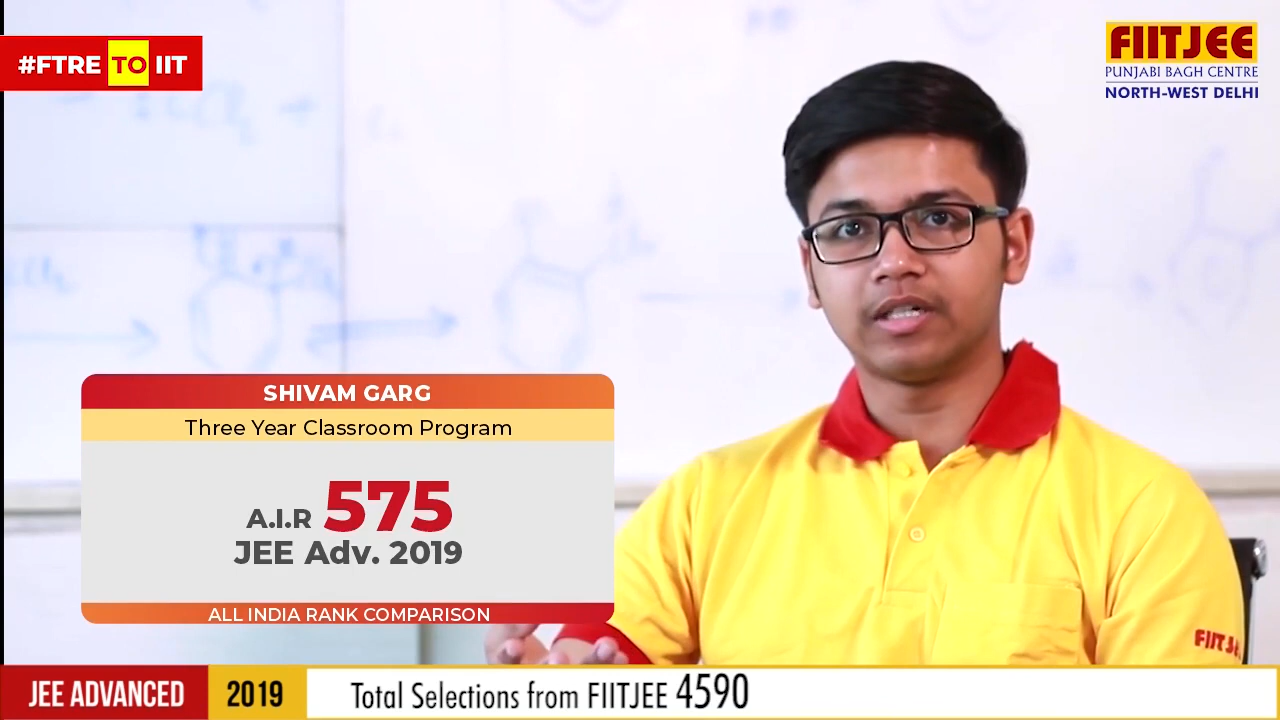 #FTRE TO IIT
FIITJEE
PUNJABI BAGH CENTRE
NORTH-WEST DELHI
SHIVAM GARG
Three Year Classroom Program
A.I.R 575
JEE Adv. 2019
ALL INDIA RANK COMPARISON
FIITJEE
JEE ADVANCED 2019 Total Selections from FIITJEE 4590